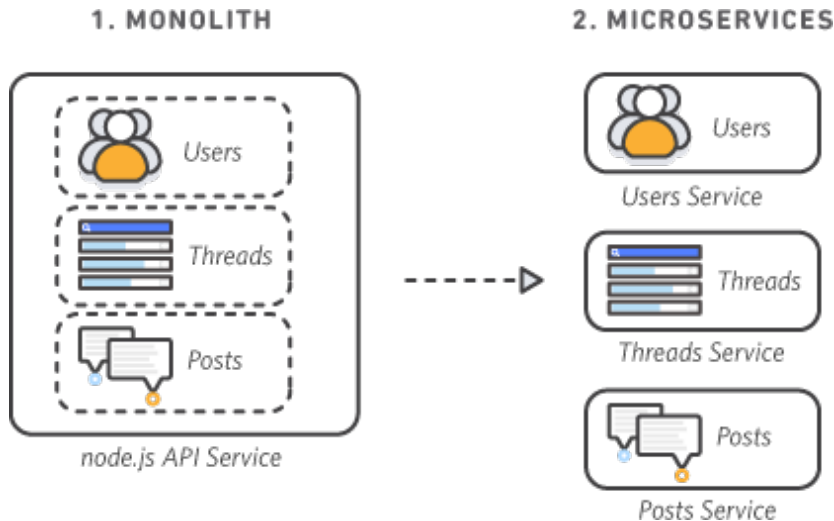 1. MONOLITH
Users
Threads
Posts
node.js API Service
2. MICROSERVICES
Users
Users Service
Threads
Threads Service
Posts
Posts Service